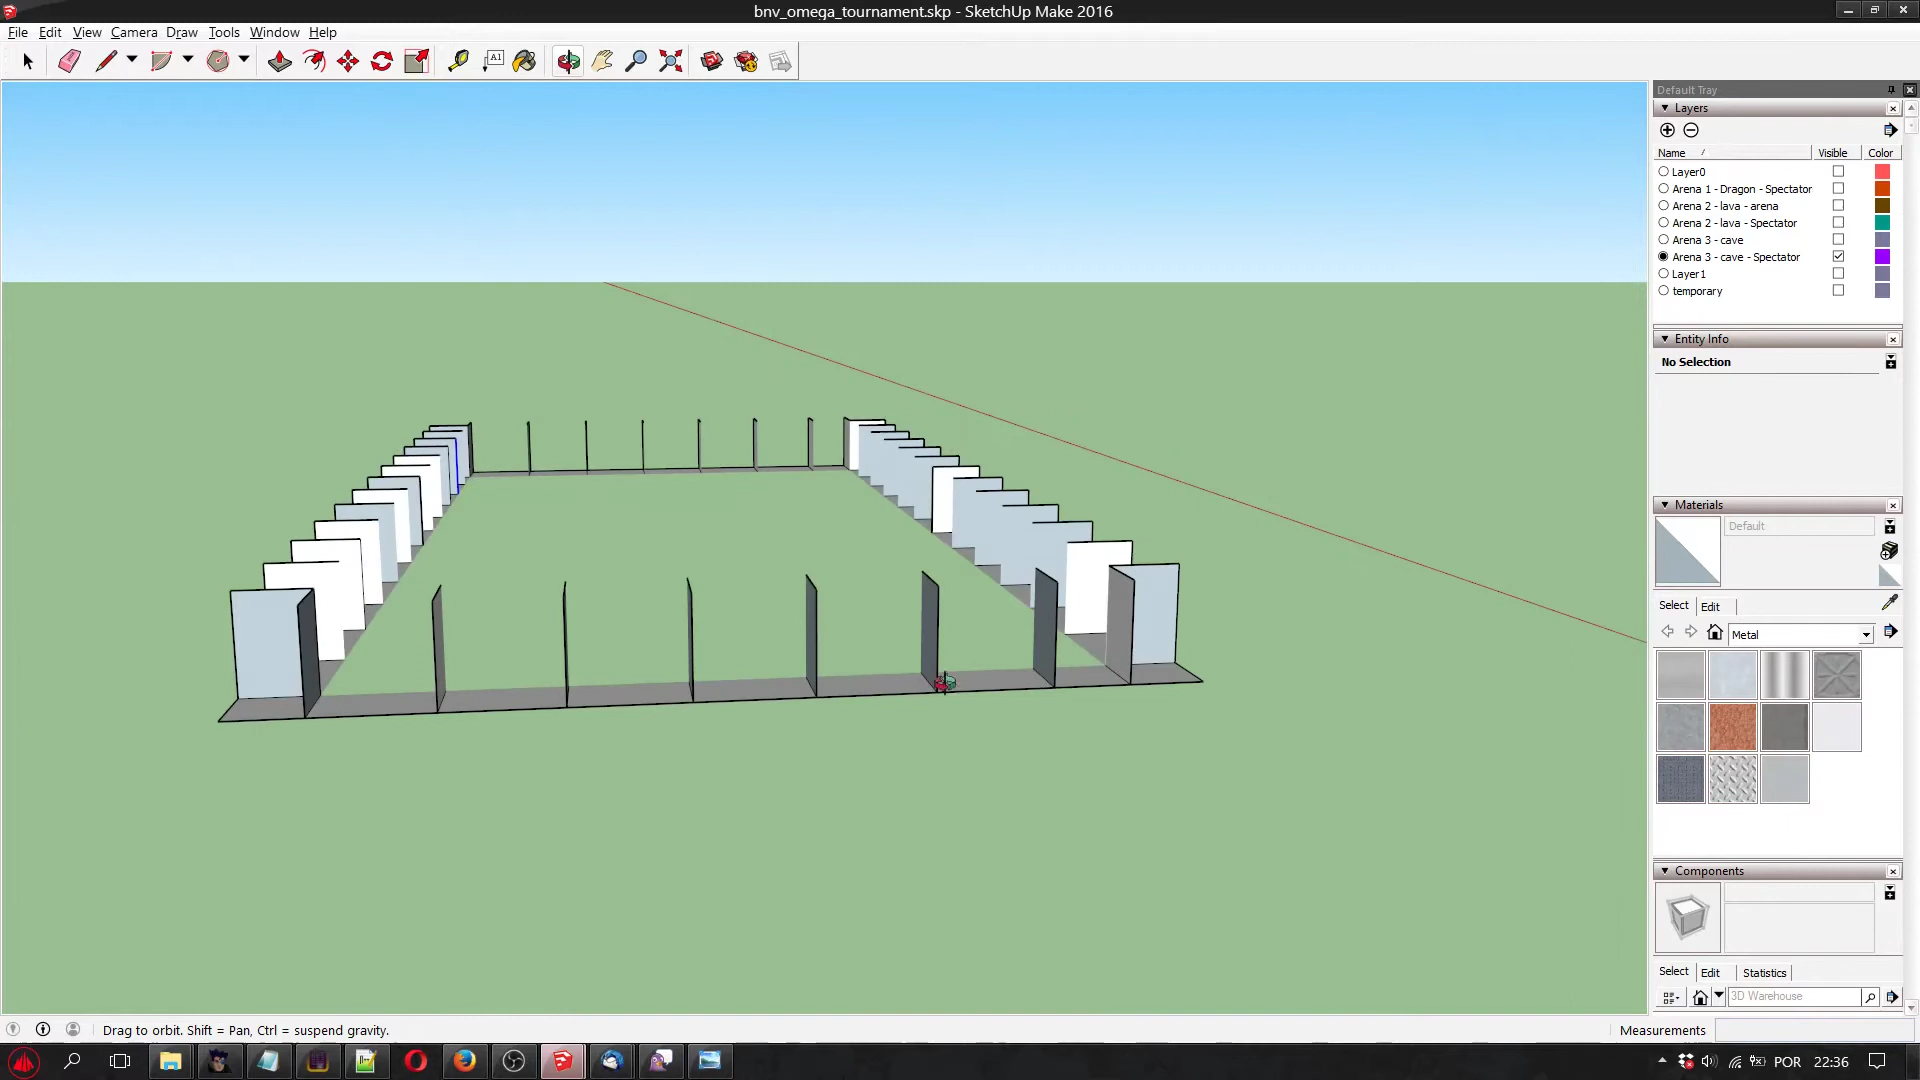 bnv_omega_tournament.skp - SketchUp Make 2016
File Edit View Camera Draw Tools Window Help
A1
Default Tray
Layers
Name Visible Color
Layer0
Arena 1 - Dragon - Spectator
Arena 2 - lava - arena
Arena 2 - lava - Spectator
Arena 3 - cave
Arena 3 - cave - Spectator
Layer1
temporary
Entity Info
No Selection
Materials
Default
Select Edit
Metal
Components
Select Edit Statistics
3D Warehouse
Drag to orbit. Shift = Pan, Ctrl = suspend gravity.
Measurements
POR 22:36